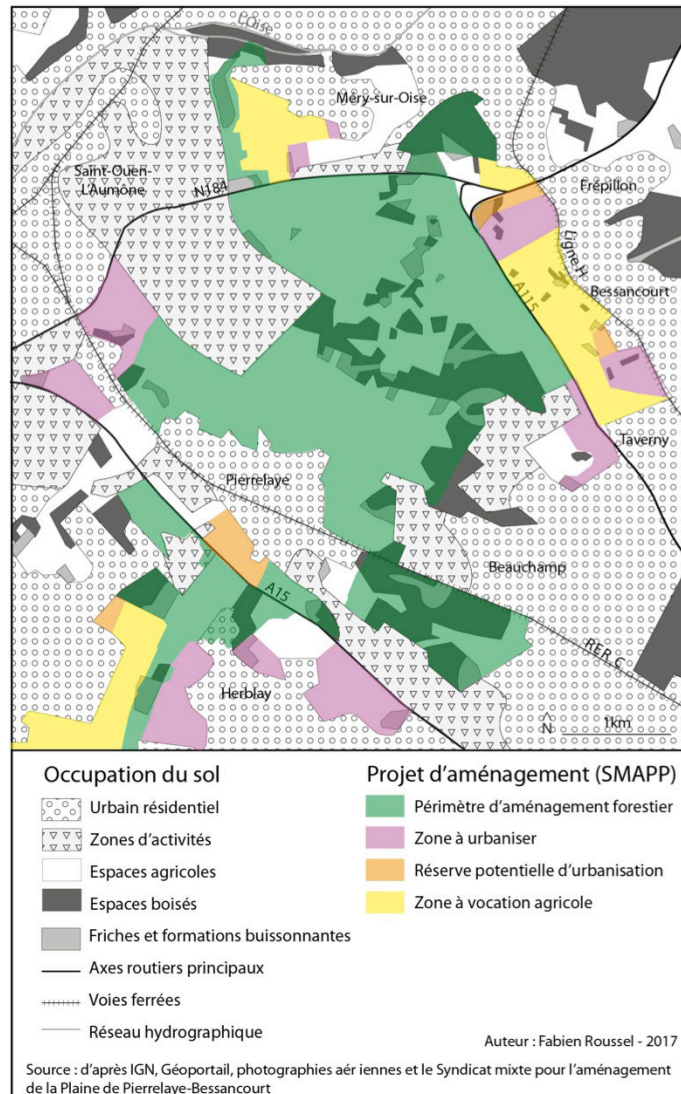 L'Oise
Méry-sur-Oise
Saint-Ouen-
L'Aumône
N184
Frépillon
Ligne H
Bessancourt
A115
Taverny
Pierrelaye
Beauchamp
A15
RER C
Herblay
N
1km
Occupation du sol
Urbain résidentiel
Zones d'activités
Espaces agricoles
Espaces boisés
Friches et formations buissonnantes
Axes routiers principaux
Voies ferrées
Réseau hydrographique
Projet d'aménagement (SMAPP)
Périmètre d'aménagement forestier
Zone à urbaniser
Réserve potentielle d'urbanisation
Zone à vocation agricole
Auteur : Fabien Roussel - 2017
Source : d'après IGN, Géoportail, photographies aér iennes et le Syndicat mixte pour l'aménagement
de la Plaine de Pierrelaye-Bessancourt